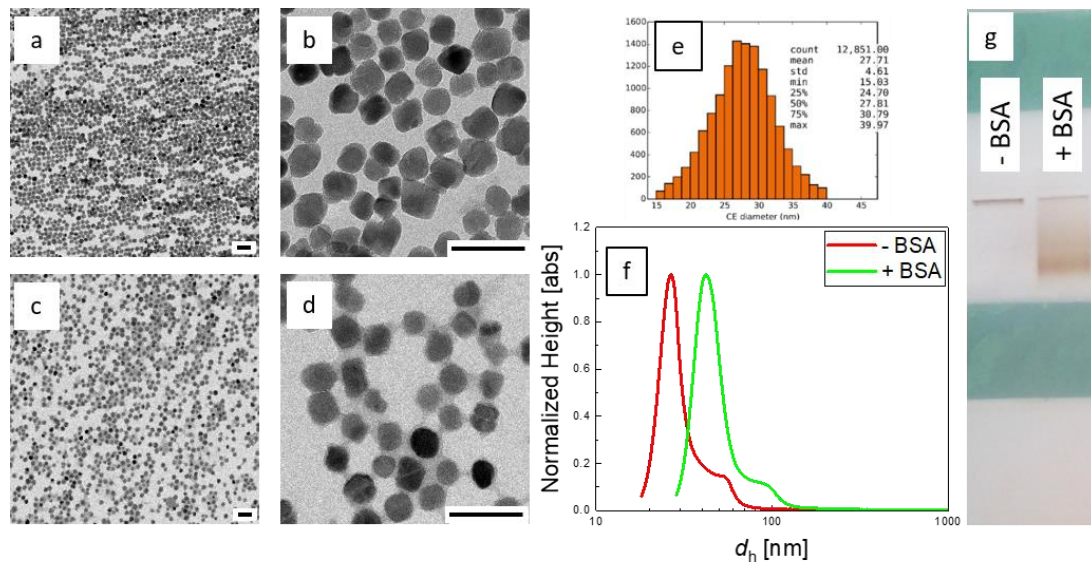 a
b
c
d
e
1600
1400
1200
1000
800
600
400
200
0
15 20 25 30 35 40 45
CE diameter (nm)
count 12,851.00
mean 27.71
std 4.61
min 15.03
25% 24.70
50% 27.81
75% 30.79
max 39.97
f
1.2
1.0
0.8
0.6
0.4
0.2
0.0
10 100 1000
Normalized Height [abs]
dh [nm]
- BSA
+ BSA
g
- BSA
+ BSA